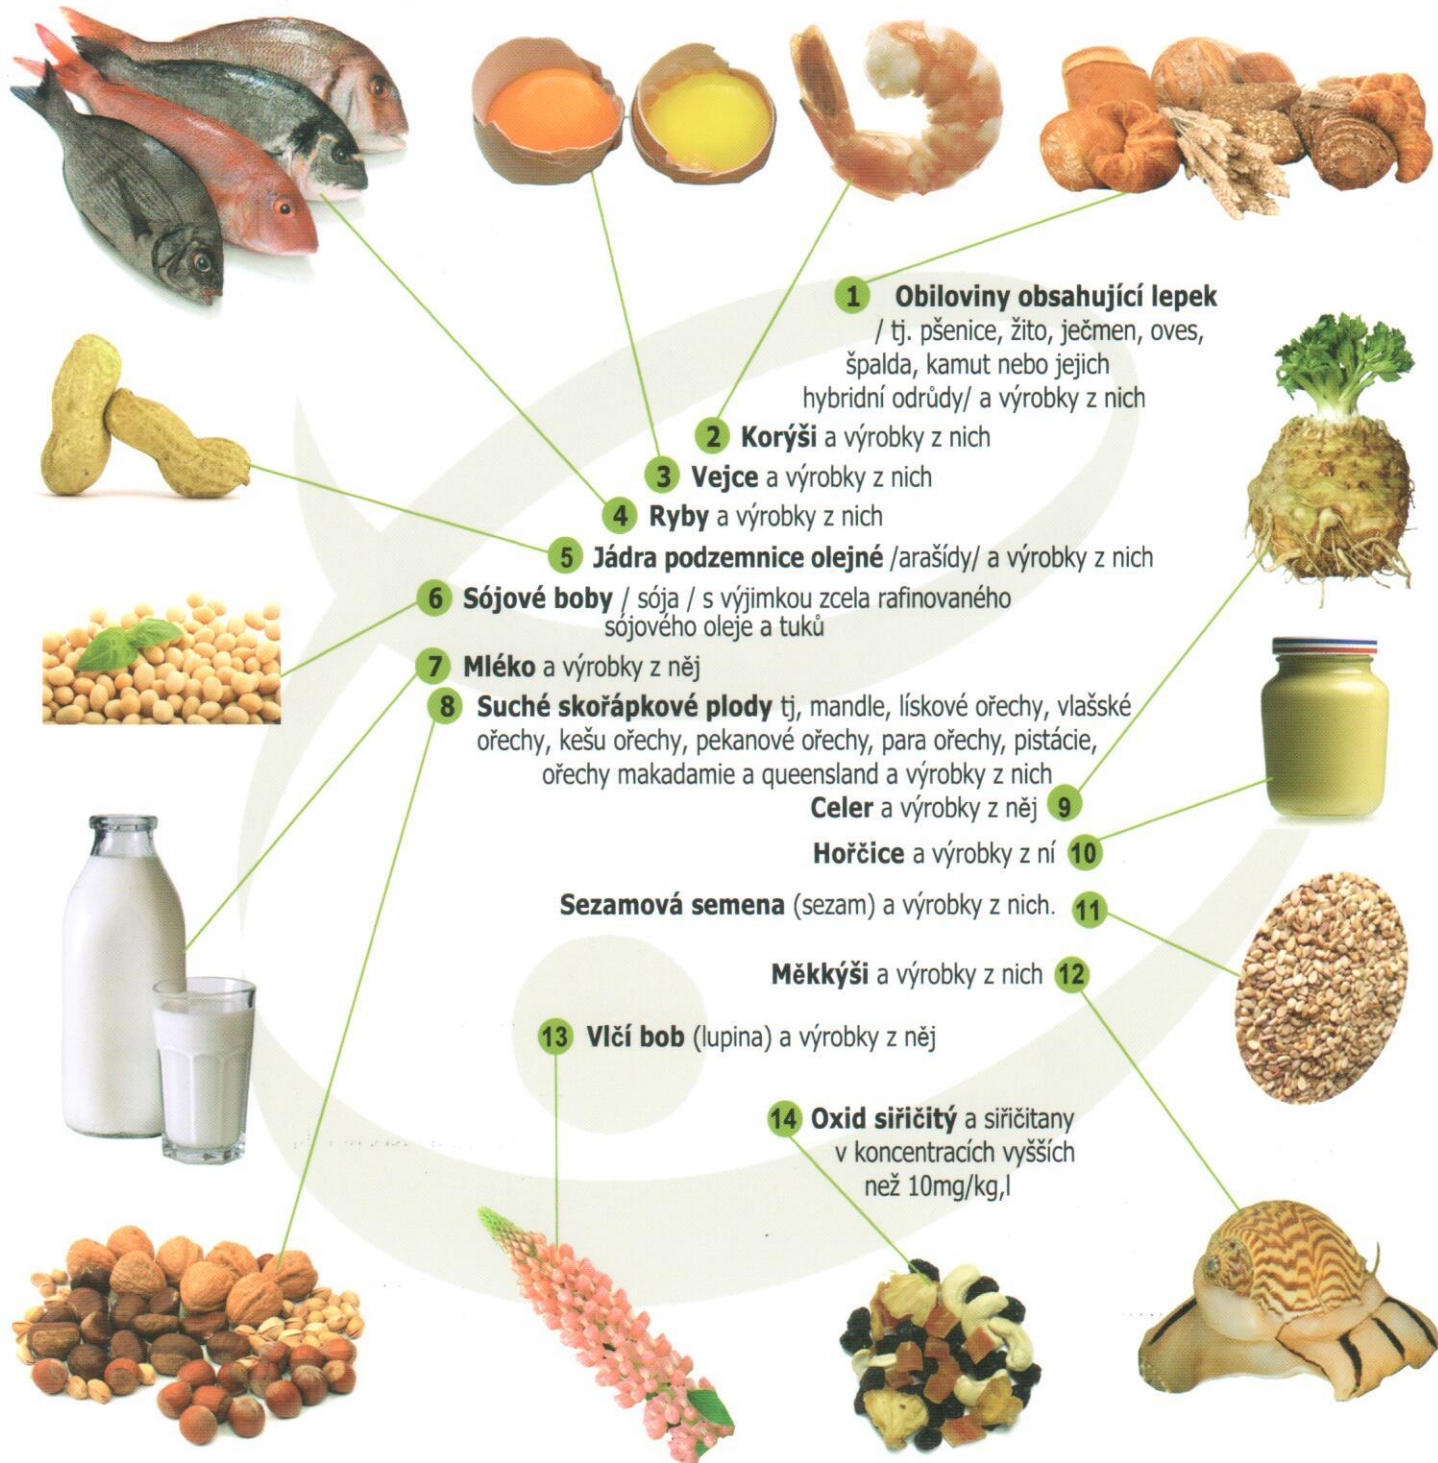 1 Obiloviny obsahující lepek
/ tj. pšenice, žito, ječmen, oves,
špalda, kamut nebo jejich
hybridní odrůdy/ a výrobky z nich
2 Korýši a výrobky z nich
3 Vejce a výrobky z nich
4 Ryby a výrobky z nich
5 Jádra podzemnice olejné /arašídy/ a výrobky z nich
6 Sójové boby / sója / s výjimkou zcela rafinovaného
sójového oleje a tuků
7 Mléko a výrobky z něj
8 Suché skořápkové plody tj, mandle, lískové ořechy, vlašské
ořechy, kešu ořechy, pekanové ořechy, para ořechy, pistácie,
ořechy makadamie a queensland a výrobky z nich
Celer a výrobky z něj 9
Hořčice a výrobky z ní 10
Sezamová semena (sezam) a výrobky z nich. 11
Měkkýši a výrobky z nich 12
13 Vlčí bob (lupina) a výrobky z něj
14 Oxid siřičitý a siřičitany
v koncentracích vyšších
než 10mg/kg,l